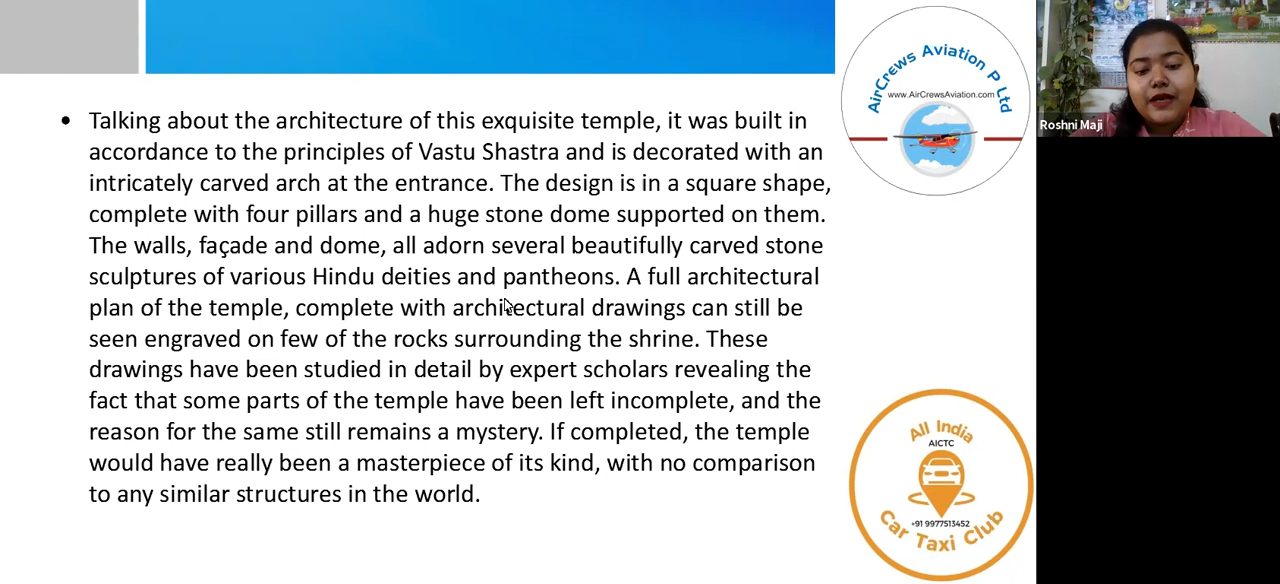 • Talking about the architecture of this exquisite temple, it was built in
accordance to the principles of Vastu Shastra and is decorated with an
intricately carved arch at the entrance. The design is in a square shape,
complete with four pillars and a huge stone dome supported on them.
The walls, façade and dome, all adorn several beautifully carved stone
sculptures of various Hindu deities and pantheons. A full architectural
plan of the temple, complete with architectural drawings can still be
seen engraved on few of the rocks surrounding the shrine. These
drawings have been studied in detail by expert scholars revealing the
fact that some parts of the temple have been left incomplete, and the
reason for the same still remains a mystery. If completed, the temple
would have really been a masterpiece of its kind, with no comparison
to any similar structures in the world.
AirCrews Aviation P Ltd
www.AirCrewsAviation.com
Roshni Maji
All India
AICTC
+91 9977513452
Car Taxi Club